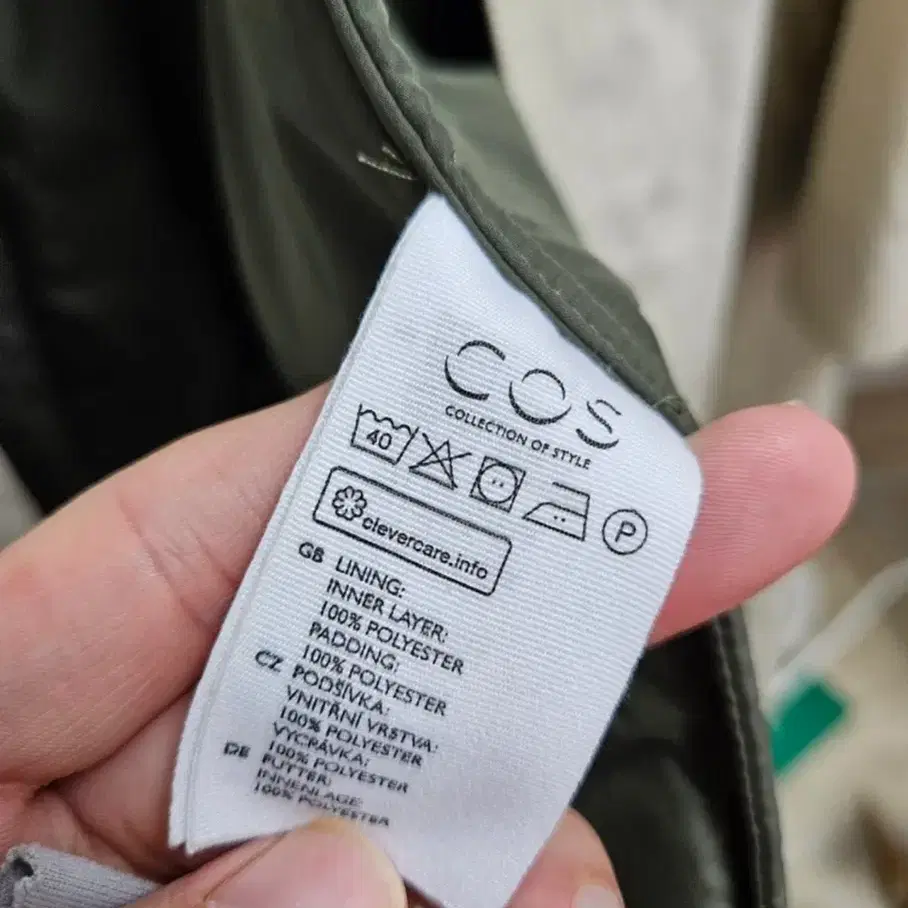 COS
COLLECTION OF STYLE
40
P
clevercare.info
GB LINING:
INNER LAYER:
100% POLYESTER
PADDING:
100% POLYESTER
CZ PODŠÍVKA:
VNITŘNÍ VRSTVA:
100% POLYESTER
VYCPÁVKA:
100% POLYESTER
DE FUTTER:
INNENLAGE:
100% POLYESTER